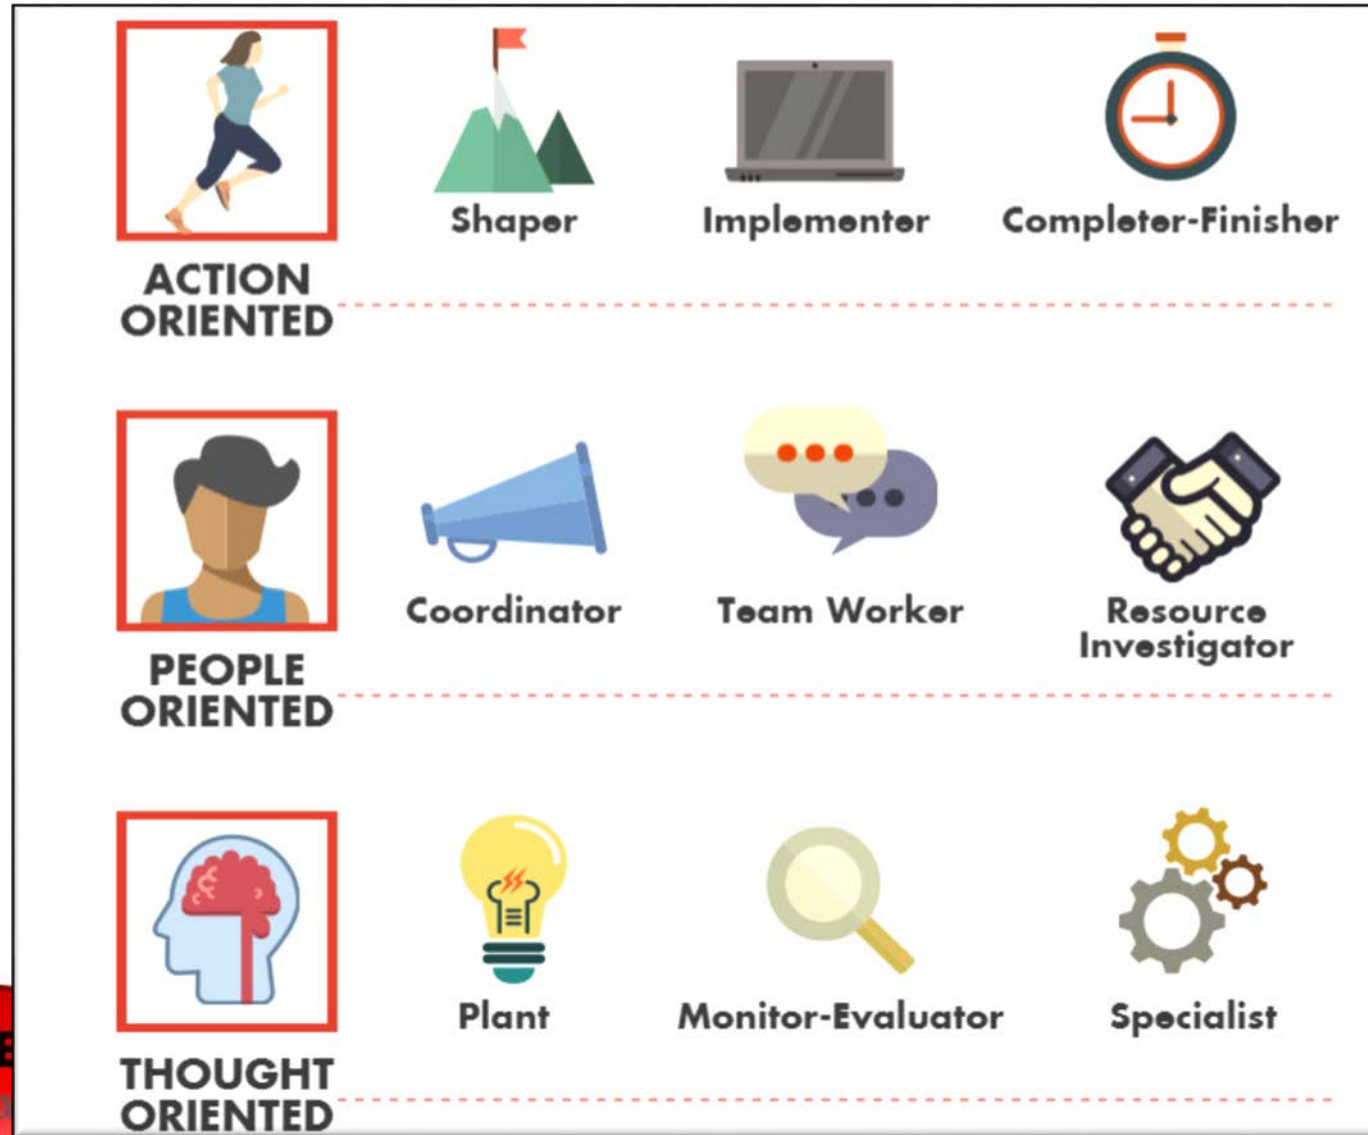 Shaper
Implementer
Completer-Finisher
ACTION
ORIENTED
Coordinator
Team Worker
Resource
Investigator
PEOPLE
ORIENTED
Plant
Monitor-Evaluator
Specialist
THOUGHT
ORIENTED